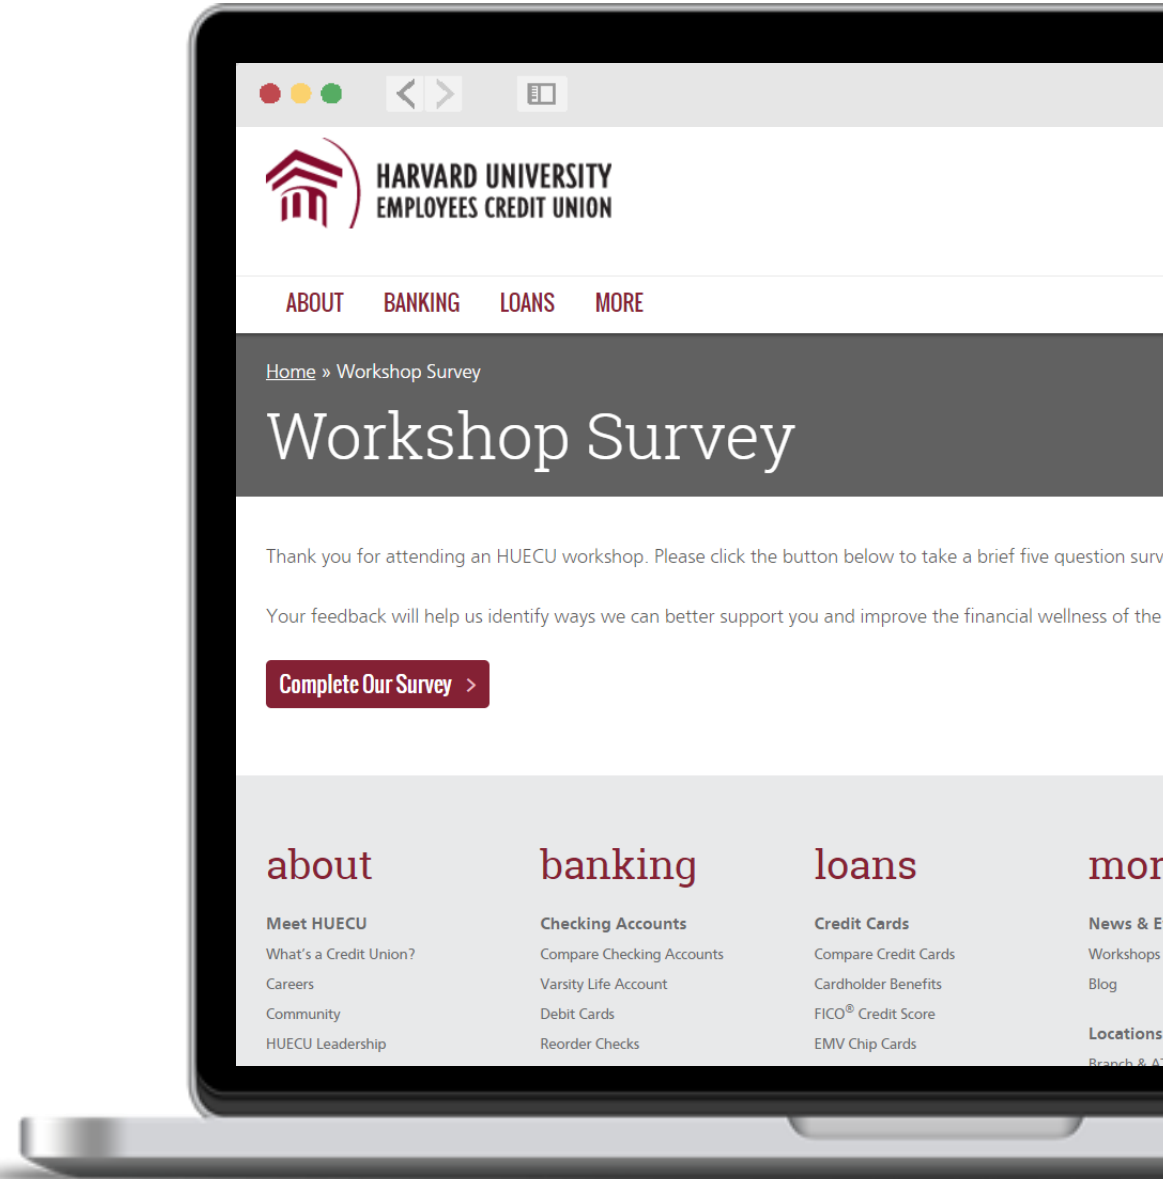 HARVARD UNIVERSITY
EMPLOYEES CREDIT UNION
ABOUT BANKING LOANS MORE
Home » Workshop Survey
Workshop Survey
Thank you for attending an HUECU workshop. Please click the button below to take a brief five question
Your feedback will help us identify ways we can better support you and improve the financial wellness of the
Complete Our Survey >
about
Meet HUECU
What's a Credit Union?
Careers
Community
HUECU Leadership
banking
Checking Accounts
Compare Checking Accounts
Varsity Life Account
Debit Cards
Reorder Checks
loans
Credit Cards
Compare Credit Cards
Cardholder Benefits
FICO® Credit Score
EMV Chip Cards
News &
Workshops
Blog
Locations
Branch &